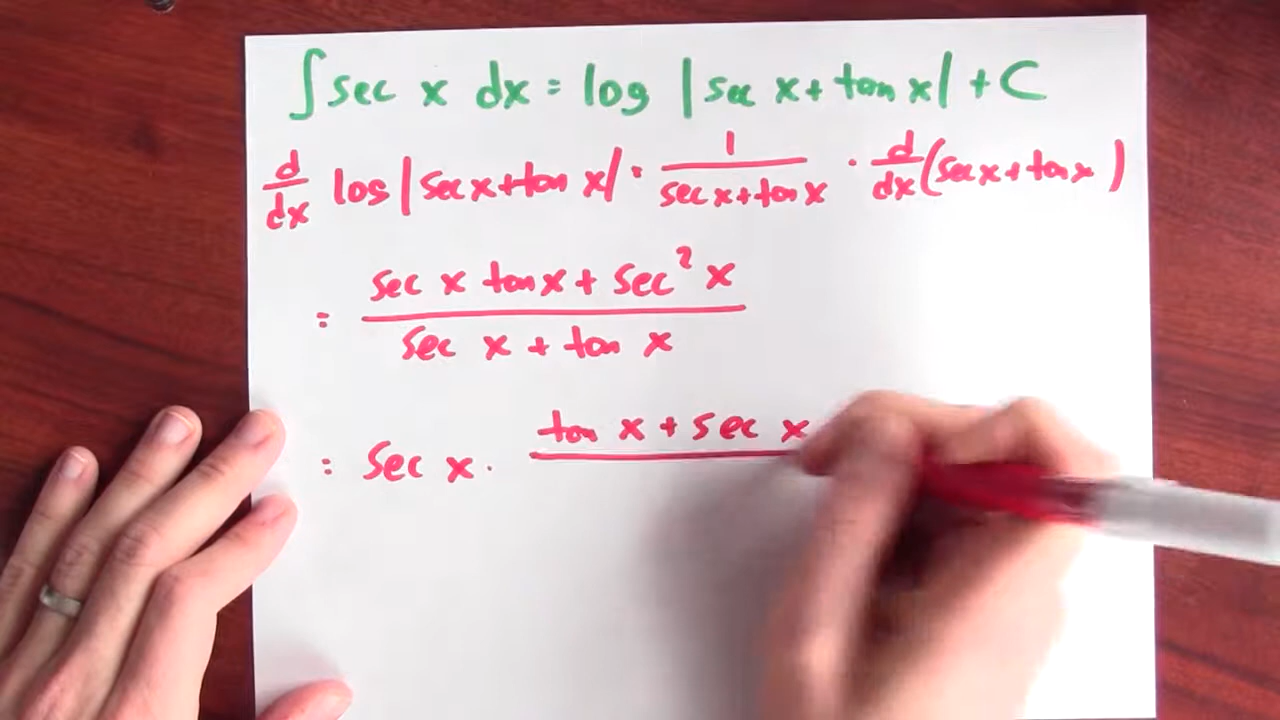 ∫ sec x dx = log |sec x + tan x| + C
d/dx log |sec x + tan x| = 1/(sec x + tan x) · d/dx (sec x + tan x)
= (sec x tan x + sec² x)/(sec x + tan x)
= sec x · (tan x + sec x)/